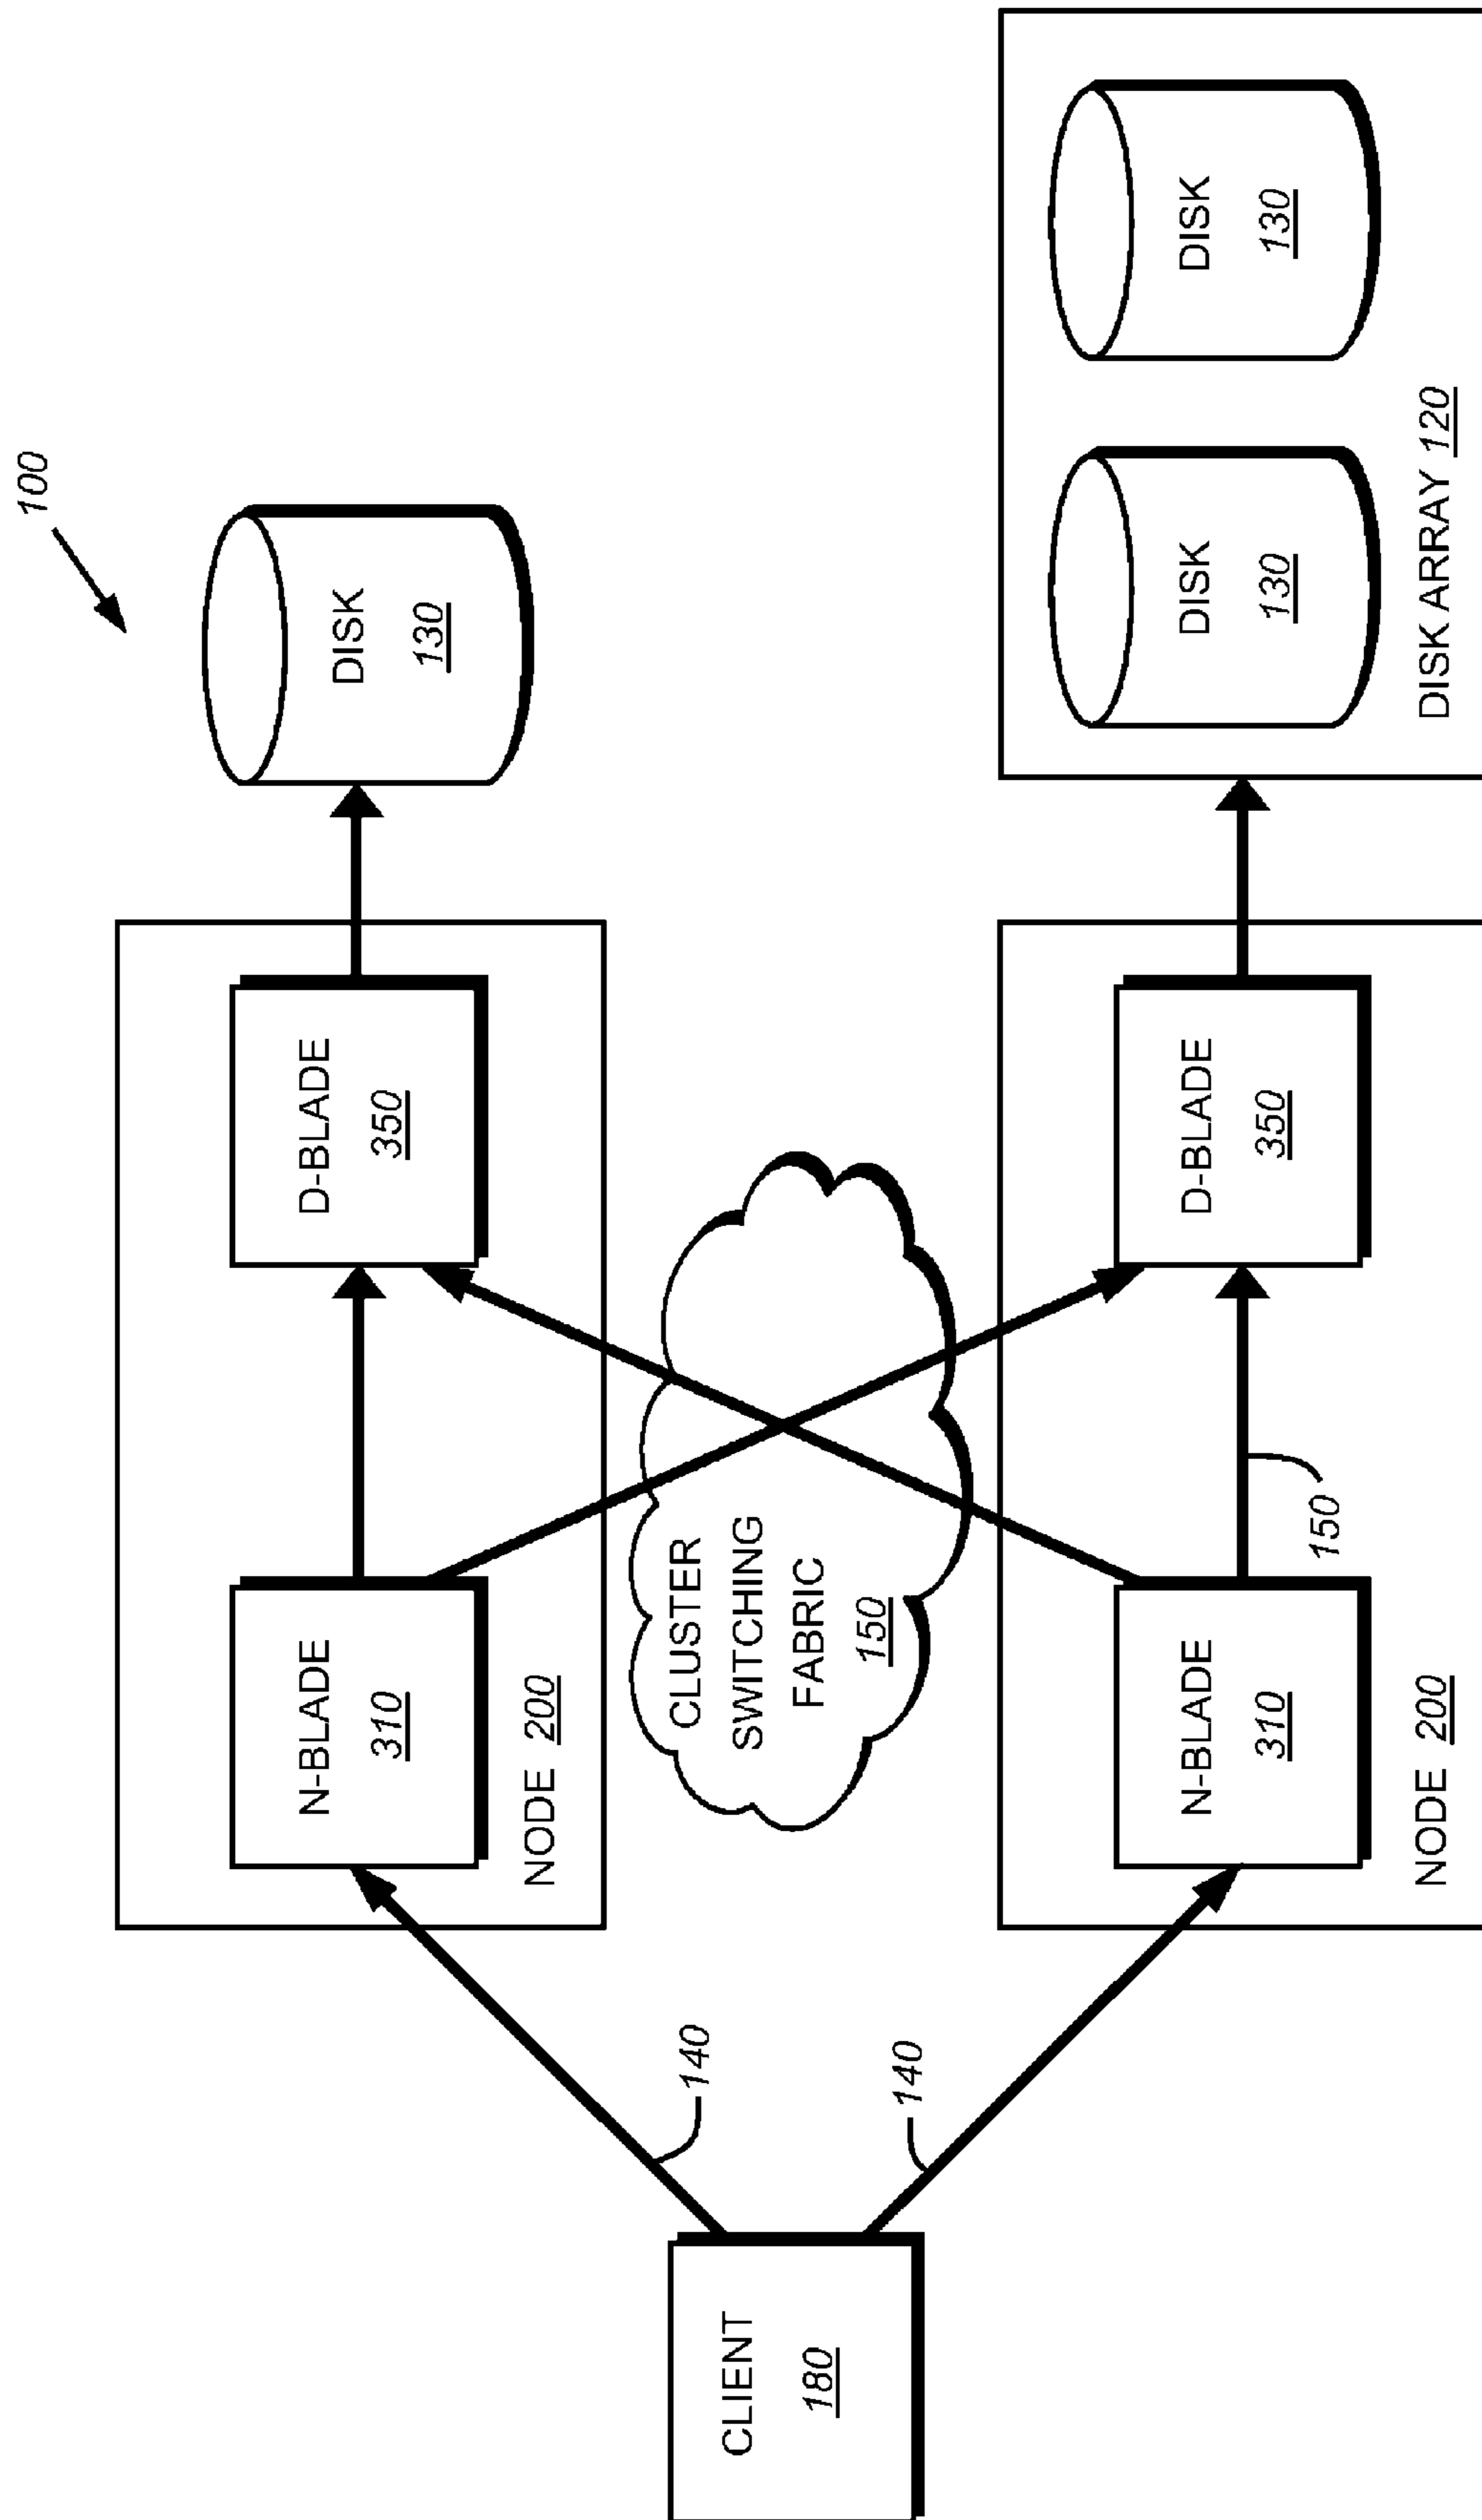 100
CLIENT
180
140
140
N-BLADE
310
NODE 200
D-BLADE
350
DISK
130
CLUSTER
SWITCHING
FABRIC
150
N-BLADE
310
NODE 200
150
D-BLADE
350
DISK
130
DISK
130
DISK ARRAY 120